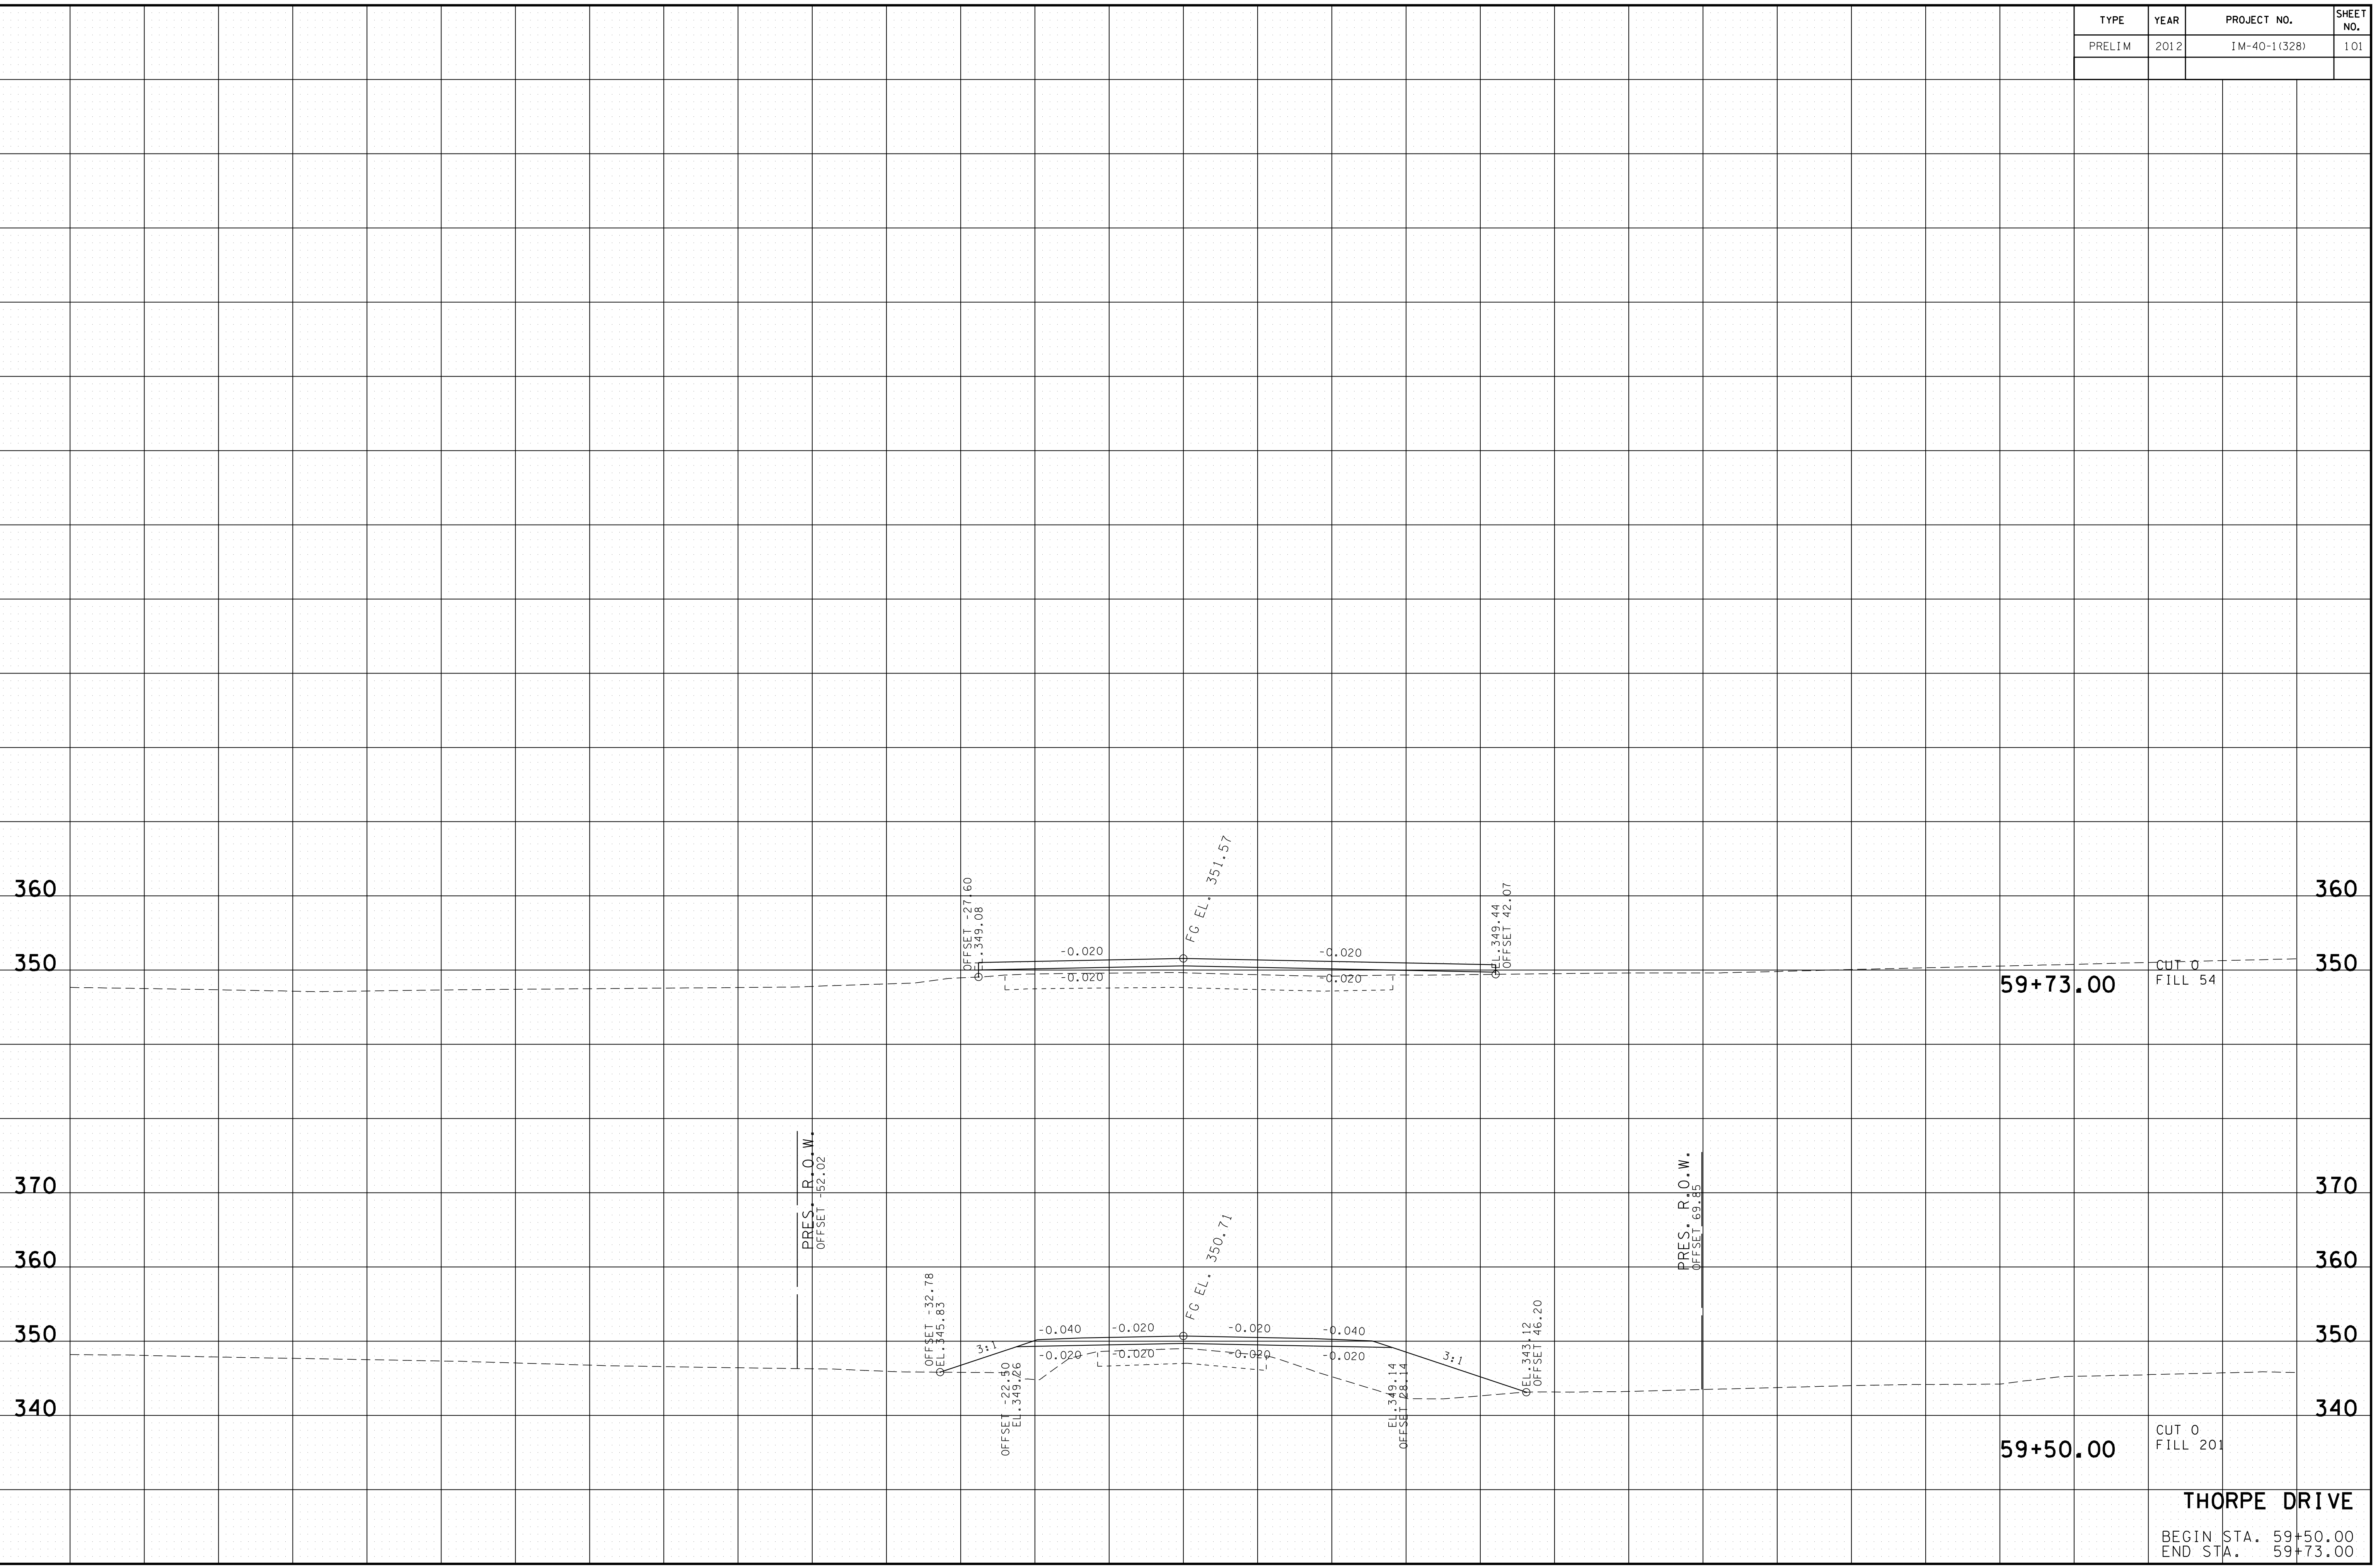 TYPE YEAR PROJECT NO. SHEET NO.
PRELIM 2012 IM-40-1(328) 101
360 360
350 350
OFFSET -27.60
EL.349.08
FG EL. 351.57
EL.349.44
OFFSET 42.07
-0.020 -0.020
-0.020 -0.020
59+73.00
CUT 0
FILL 54
370 370
360 360
350 350
340 340
PRES. R.O.W.
OFFSET -52.02
PRES. R.O.W.
OFFSET 69.85
OFFSET -32.78
EL.345.83
FG EL. 350.71
EL.343.12
OFFSET 46.20
3:1 -0.040 -0.020 -0.020 -0.040 3:1
-0.020 -0.020 -0.020 -0.020
OFFSET -22.50
EL.349.26
EL.349.14
OFFSET 28.14
59+50.00
CUT 0
FILL 201
THORPE DRIVE
BEGIN STA. 59+50.00
END STA. 59+73.00